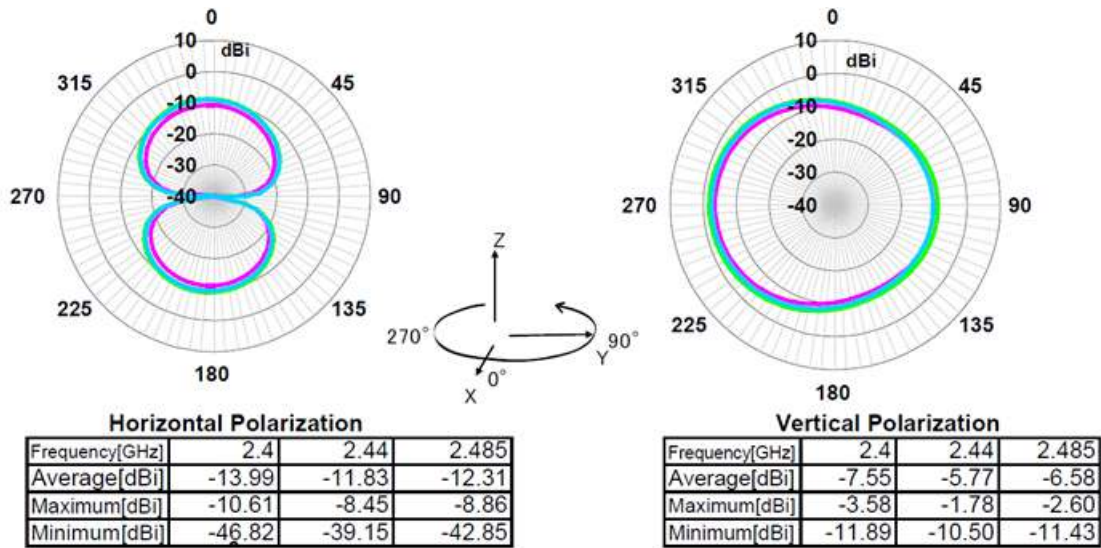 0
10
dBi
0
-10
-20
-30
-40
315
45
270
90
225
135
180
0
10
dBi
0
-10
-20
-30
-40
315
45
270
90
225
135
180
Z
270°
90°
Y
0°
X
Horizontal Polarization
Frequency[GHz] 2.4 2.44 2.485
Average[dBi] -13.99 -11.83 -12.31
Maximum[dBi] -10.61 -8.45 -8.86
Minimum[dBi] -46.82 -39.15 -42.85
Vertical Polarization
Frequency[GHz] 2.4 2.44 2.485
Average[dBi] -7.55 -5.77 -6.58
Maximum[dBi] -3.58 -1.78 -2.60
Minimum[dBi] -11.89 -10.50 -11.43